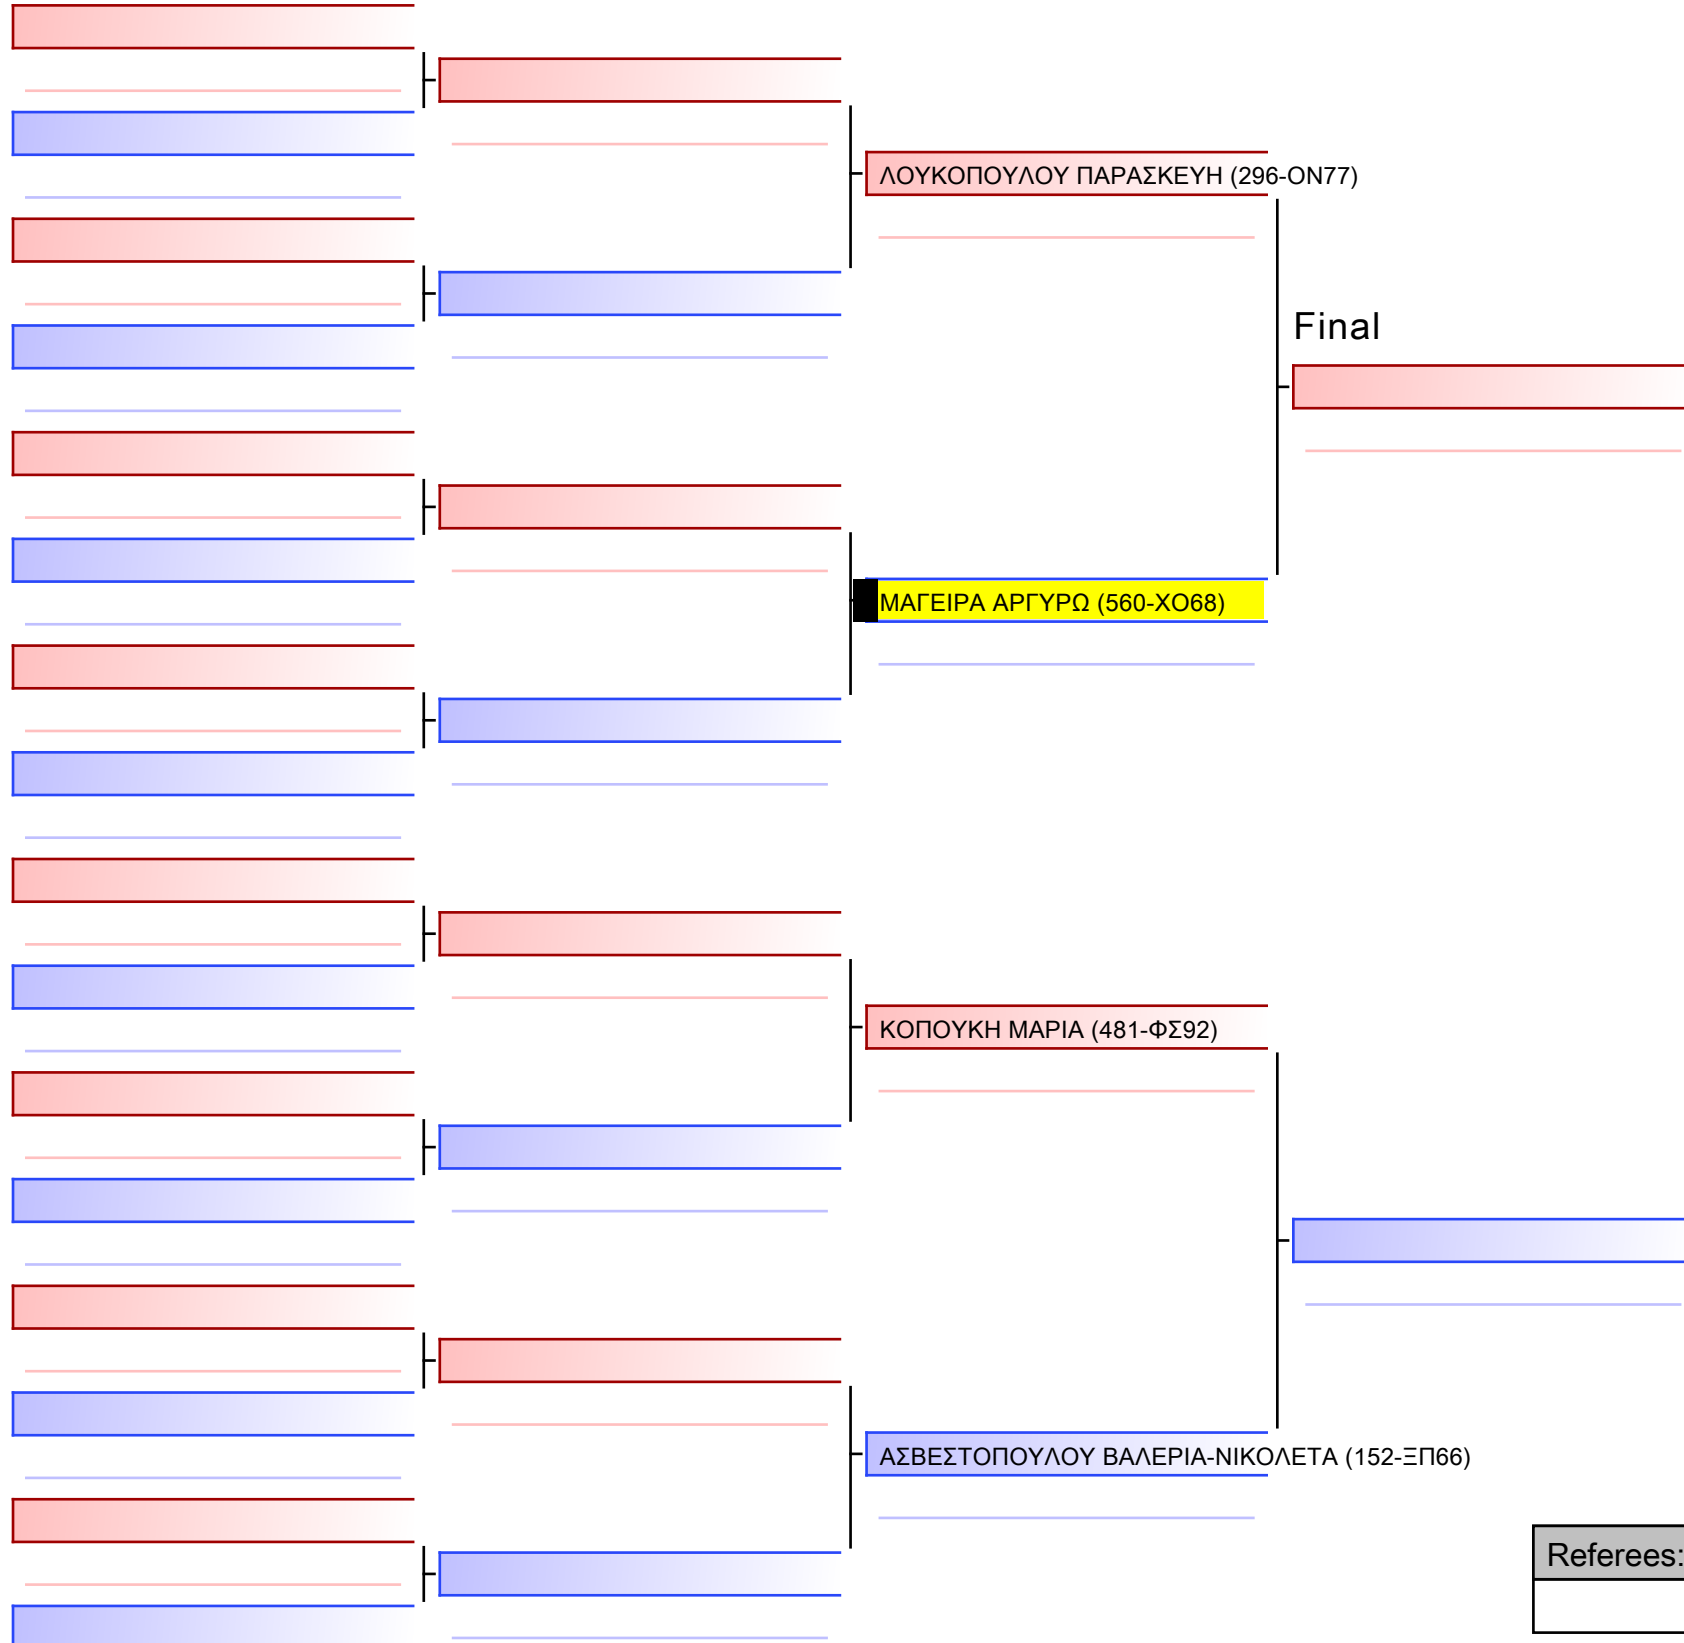 ΛΟΥΚΟΠΟΥΛΟΥ ΠΑΡΑΣΚΕΥΗ (296-ΟΝ77)
Final
ΜΑΓΕΙΡΑ ΑΡΓΥΡΩ (560-ΧΟ68)
ΚΟΠΟΥΚΗ ΜΑΡΙΑ (481-ΦΣ92)
ΑΣΒΕΣΤΟΠΟΥΛΟΥ ΒΑΛΕΡΙΑ-ΝΙΚΟΛΕΤΑ (152-ΞΠ66)
Referees: